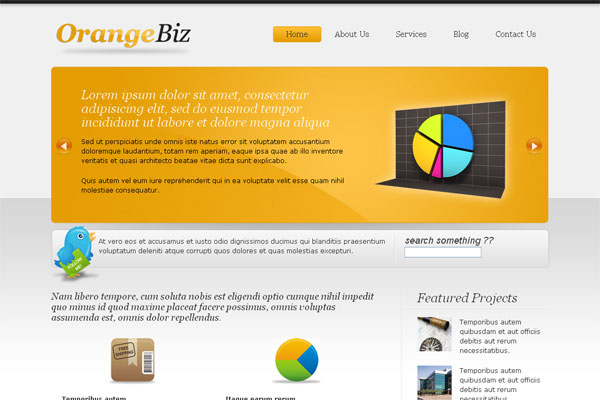 OrangeBiz
Home About Us Services Blog Contact Us
Lorem ipsum dolor sit amet, consectetur
adipisicing elit, sed do eiusmod tempor
incididunt ut labore et dolore magna aliqua.
Sed ut perspiciatis unde omnis iste natus error sit voluptatem accusantium
doloremque laudantium, totam rem aperiam, eaque ipsa quae ab illo inventore
veritatis et quasi architecto beatae vitae dicta sunt explicabo.
Quis autem vel eum iure reprehenderit qui in ea voluptate velit esse quam nihil
molestiae consequatur.
At vero eos et accusamus et iusto odio dignissimos ducimus qui blanditiis praesentium
voluptatum deleniti atque corrupti quos dolores et quas molestias excepturi.
search something ??
Nam libero tempore, cum soluta nobis est eligendi optio cumque nihil impedit
quo minus id quod maxime placeat facere possimus, omnis voluptas
assumenda est, omnis dolor repellendus.
FREE
SHIPPING
Temporibus autem
Itaque earum rerum
Featured Projects
Temporibus autem
quibusdam et aut officiis
debitis aut rerum
necessitatibus.
Temporibus autem
quibusdam et aut officiis
debitis aut rerum
necessitatibus.